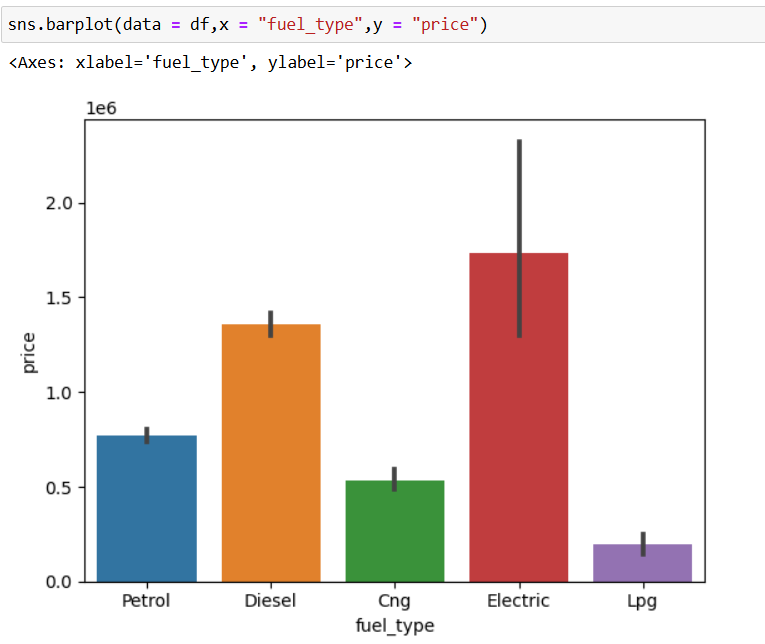 sns.barplot(data = df,x = "fuel_type",y = "price")
<Axes: xlabel='fuel_type', ylabel='price'>
1e6
2.0
1.5
1.0
0.5
0.0
price
Petrol Diesel Cng Electric Lpg
fuel_type